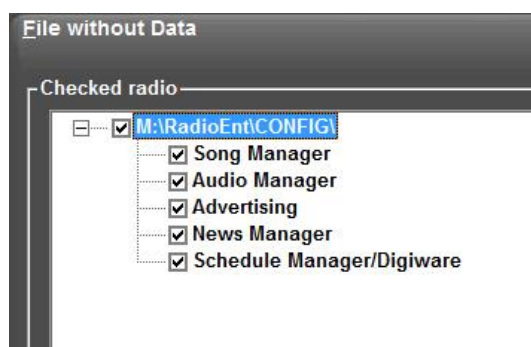 File without Data
Checked radio
M:\RadioEnt\CONFIG\
Song Manager
Audio Manager
Advertising
News Manager
Schedule Manager/Digiware